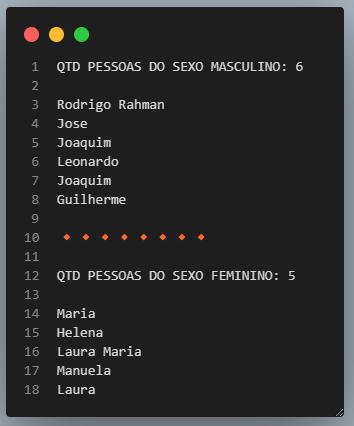 1 QTD PESSOAS DO SEXO MASCULINO: 6
2
3 Rodrigo Rahman
4 Jose
5 Joaquim
6 Leonardo
7 Joaquim
8 Guilherme
9
10 🔸 🔸 🔸 🔸 🔸 🔸 🔸 🔸
11
12 QTD PESSOAS DO SEXO FEMININO: 5
13
14 Maria
15 Helena
16 Laura Maria
17 Manuela
18 Laura